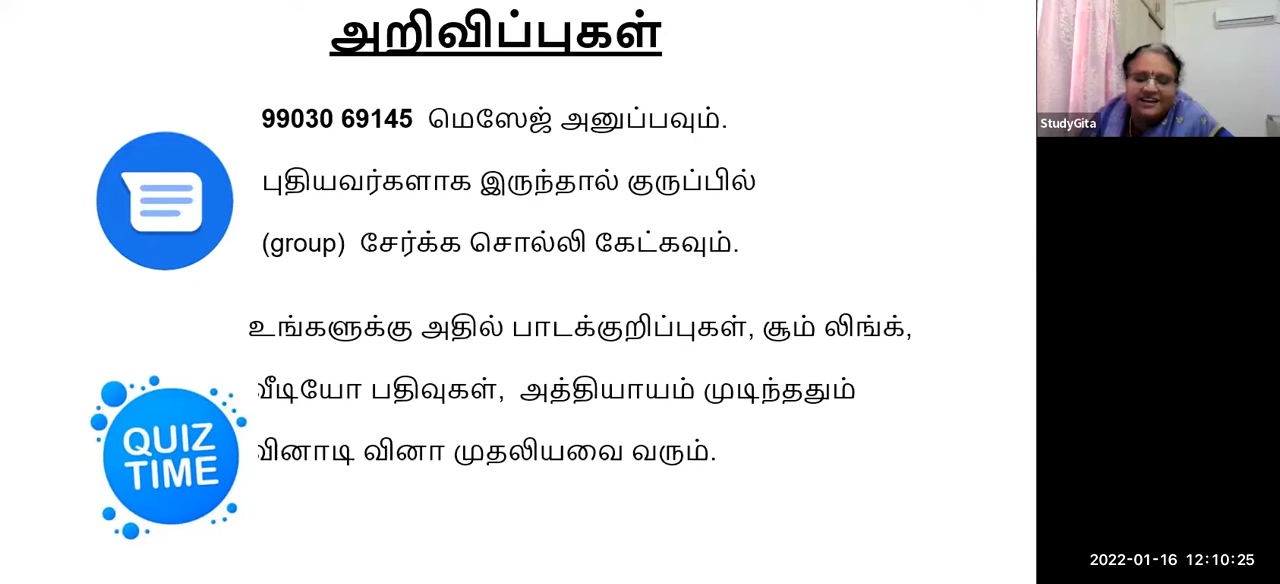 அறிவிப்புகள்
99030 69145 மெஸேஜ் அனுப்பவும்.
புதியவர்களாக இருந்தால் குருப்பில்
(group) சேர்க்க சொல்லி கேட்கவும்.
உங்களுக்கு அதில் பாடக்குறிப்புகள், சூம் லிங்க்,
வீடியோ பதிவுகள், அத்தியாயம் முடிந்ததும்
வினாடி வினா முதலியவை வரும்.
QUIZ
TIME
StudyGita
2022-01-16 12:10:25